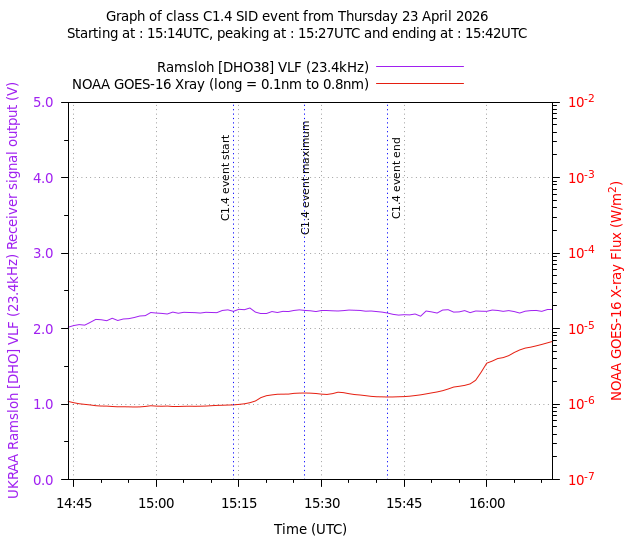 Graph of class C1.4 SID event from Thursday 23 April 2026
Starting at : 15:14UTC, peaking at : 15:27UTC and ending at : 15:42UTC
Ramsloh [DHO38] VLF (23.4kHz)
NOAA GOES-16 Xray (long = 0.1nm to 0.8nm)
UKRAA Ramsloh [DHO] VLF (23.4kHz) Receiver signal output (V)
5.0
4.0
3.0
2.0
1.0
0.0
C1.4 event start
C1.4 event maximum
C1.4 event end
10-2
10-3
10-4
10-5
10-6
10-7
NOAA GOES-16 X-ray Flux (W/m²)
14:45 15:00 15:15 15:30 15:45 16:00
Time (UTC)